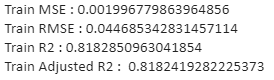 Train MSE : 0.001996779863964856
Train RMSE : 0.044685342831457114
Train R2 : 0.8182850963041854
Train Adjusted R2 :  0.8182419282225373